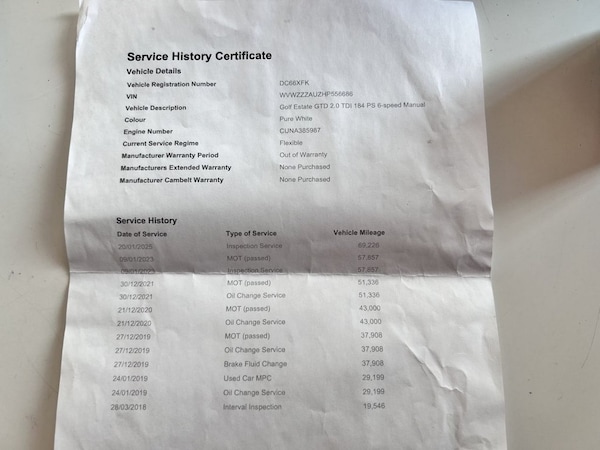 Service History Certificate
Vehicle Details
Vehicle Registration Number DC66XFK
VIN WVWZZZAUZHP556686
Vehicle Description Golf Estate GTD 2.0 TDI 184 PS 6-speed Manual
Colour Pure White
Engine Number CUNA385987
Current Service Regime Flexible
Manufacturer Warranty Period Out of Warranty
Manufacturers Extended Warranty None Purchased
Manufacturer Cambelt Warranty None Purchased
Service History
Date of Service Type of Service Vehicle Mileage
20/01/2025 Inspection Service 69,226
09/01/2023 MOT (passed) 57,857
09/01/2023 Inspection Service 57,857
30/12/2021 MOT (passed) 51,336
30/12/2021 Oil Change Service 51,336
21/12/2020 MOT (passed) 43,000
21/12/2020 Oil Change Service 43,000
27/12/2019 MOT (passed) 37,908
27/12/2019 Oil Change Service 37,908
27/12/2019 Brake Fluid Change 37,908
24/01/2019 Used Car MPC 29,199
24/01/2019 Oil Change Service 29,199
28/03/2018 Interval Inspection 19,546